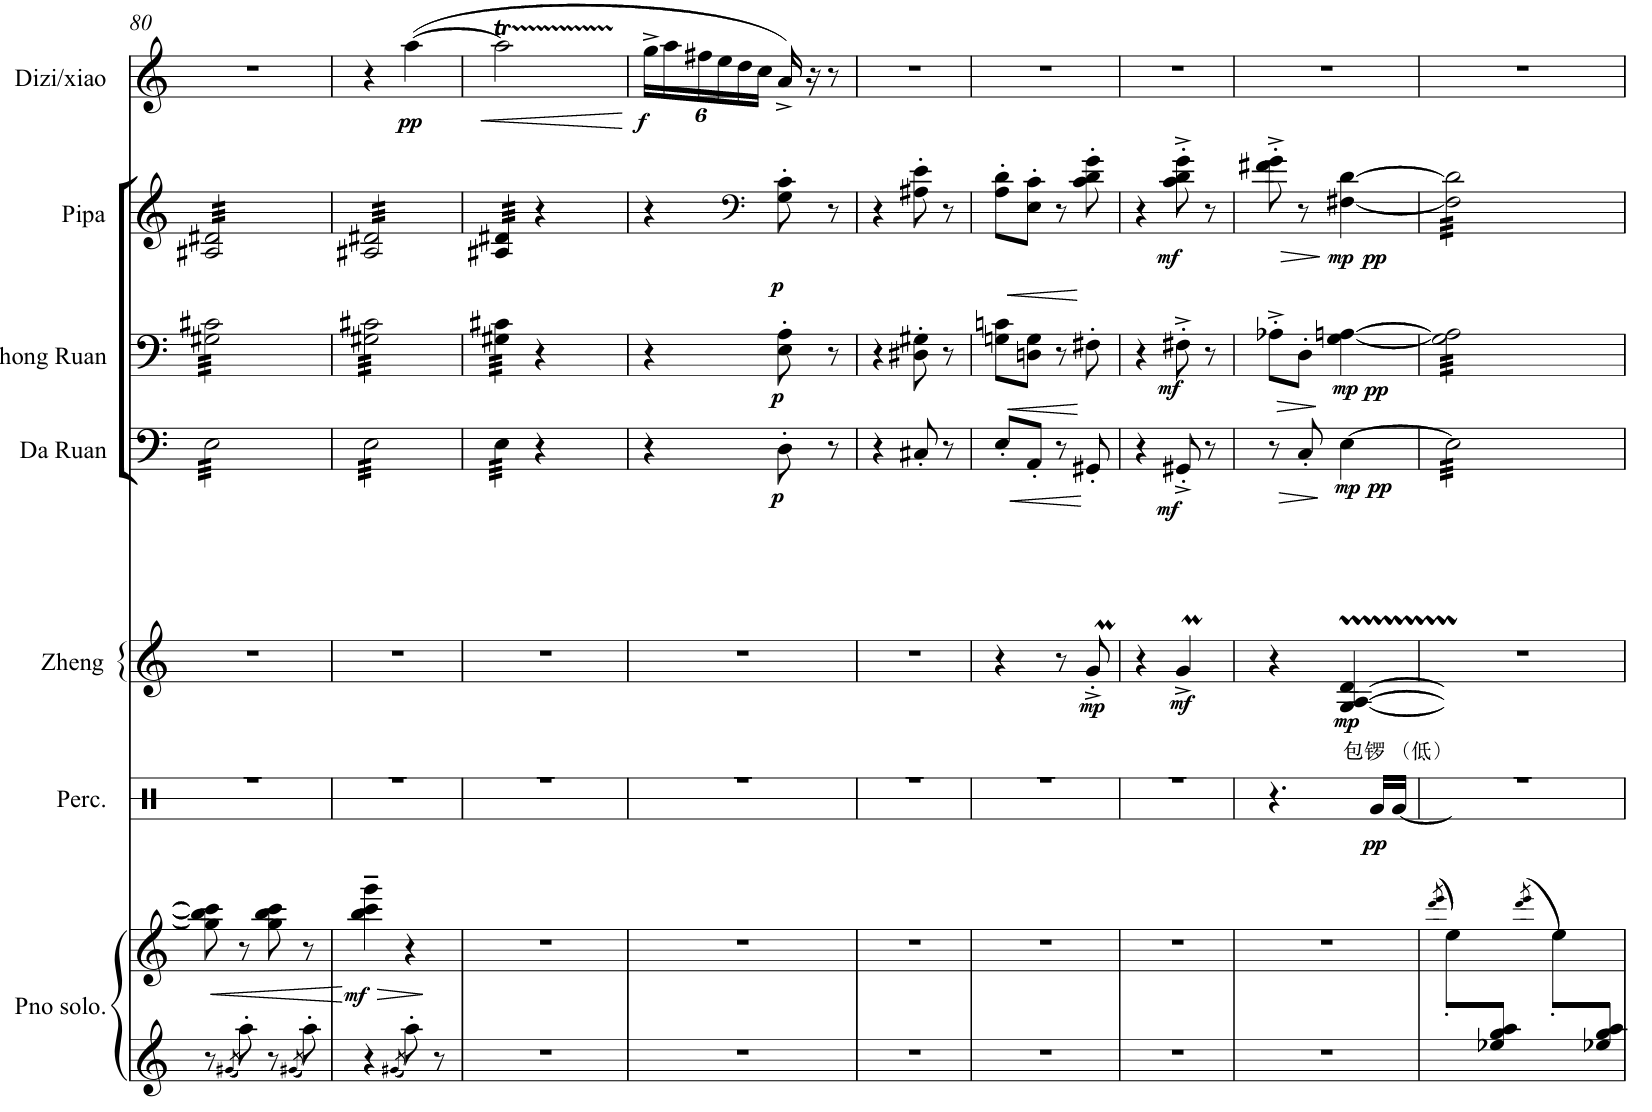 80
Dizi/xiao
tr
pp
f
6
Pipa
p
mf
mp pp
hong Ruan
p
mf
mp pp
Da Ruan
p
mf
mp pp
Zheng
mp
mf
mp
包锣 （低）
Perc.
pp
mf
Pno solo.